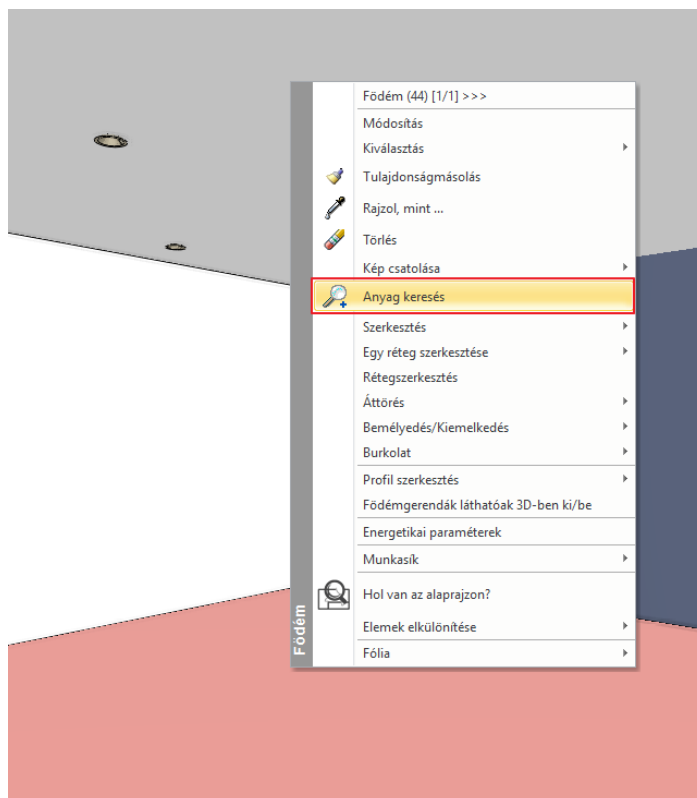 Födém (44) [1/1] >>>
Módosítás
Kiválasztás
Tulajdonságmásolás
Rajzol, mint ...
Törlés
Kép csatolása
Anyag keresés
Szerkesztés
Egy réteg szerkesztése
Rétegszerkesztés
Áttörés
Bemélyedés/Kiemelkedés
Burkolat
Profil szerkesztés
Födémgerendák láthatóak 3D-ben ki/be
Energetikai paraméterek
Munkasík
Hol van az alaprajzon?
Elemek elkülönítése
Fólia
Födém